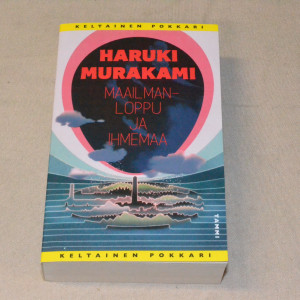 KELTAINEN POKKARI
HARUKI
MURAKAMI
MAAILMAN-
LOPPU
JA
IHMEMAA
TAMMI
KELTAINEN POKKARI